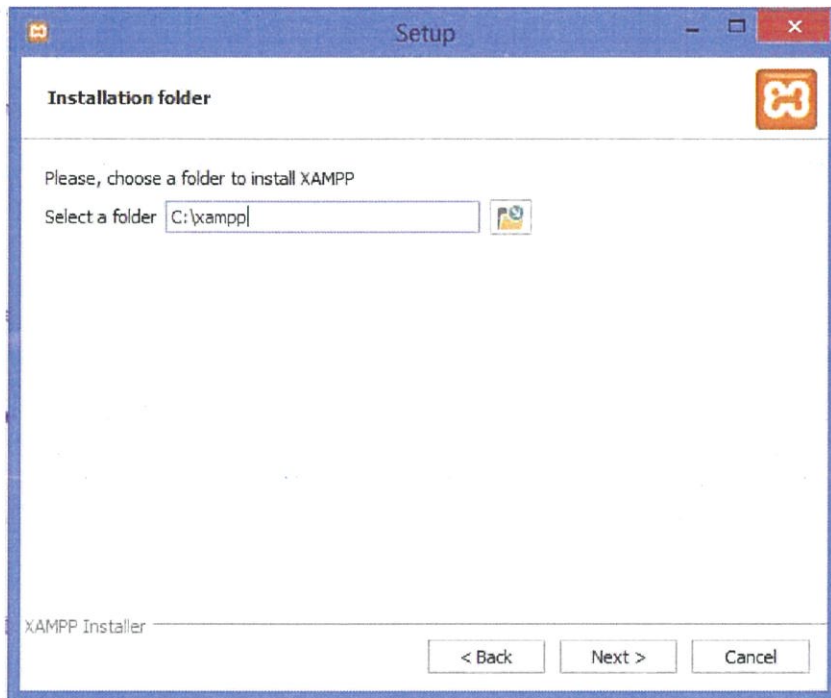 Setup
Installation folder
Please, choose a folder to install XAMPP
Select a folder C:\xampp
XAMPP Installer
< Back Next > Cancel